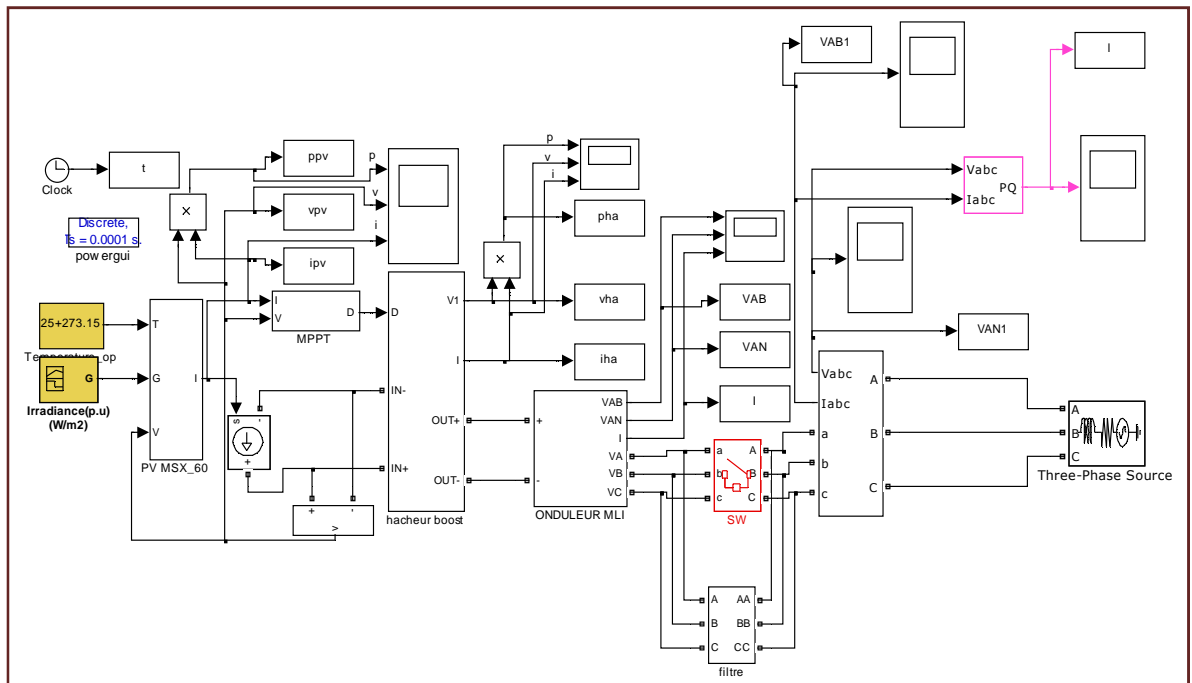 VAB1
I
p
v
i
Clock
t
ppv
vpv
ipv
Discrete,
Ts = 0.0001 s.
powergui
×
p
v
i
pha
×
vha
iha
VAB
VAN
I
Vabc
Iabc
PQ
VAN1
25+273.15
Temperature_op
G
Irradiance(p.u)
(W/m2)
T
G
V
I
PV MSX_60
I
V
D
MPPT
s
-
+
+
-
v
D
IN-
IN+
V1
I
OUT+
OUT-
hacheur boost
+
-
VAB
VAN
I
VA
VB
VC
ONDULEUR MLI
a
b
c
A
B
C
SW
A
B
C
AA
BB
CC
filtre
Vabc
Iabc
a
b
c
A
B
C
A
B
C
Three-Phase Source